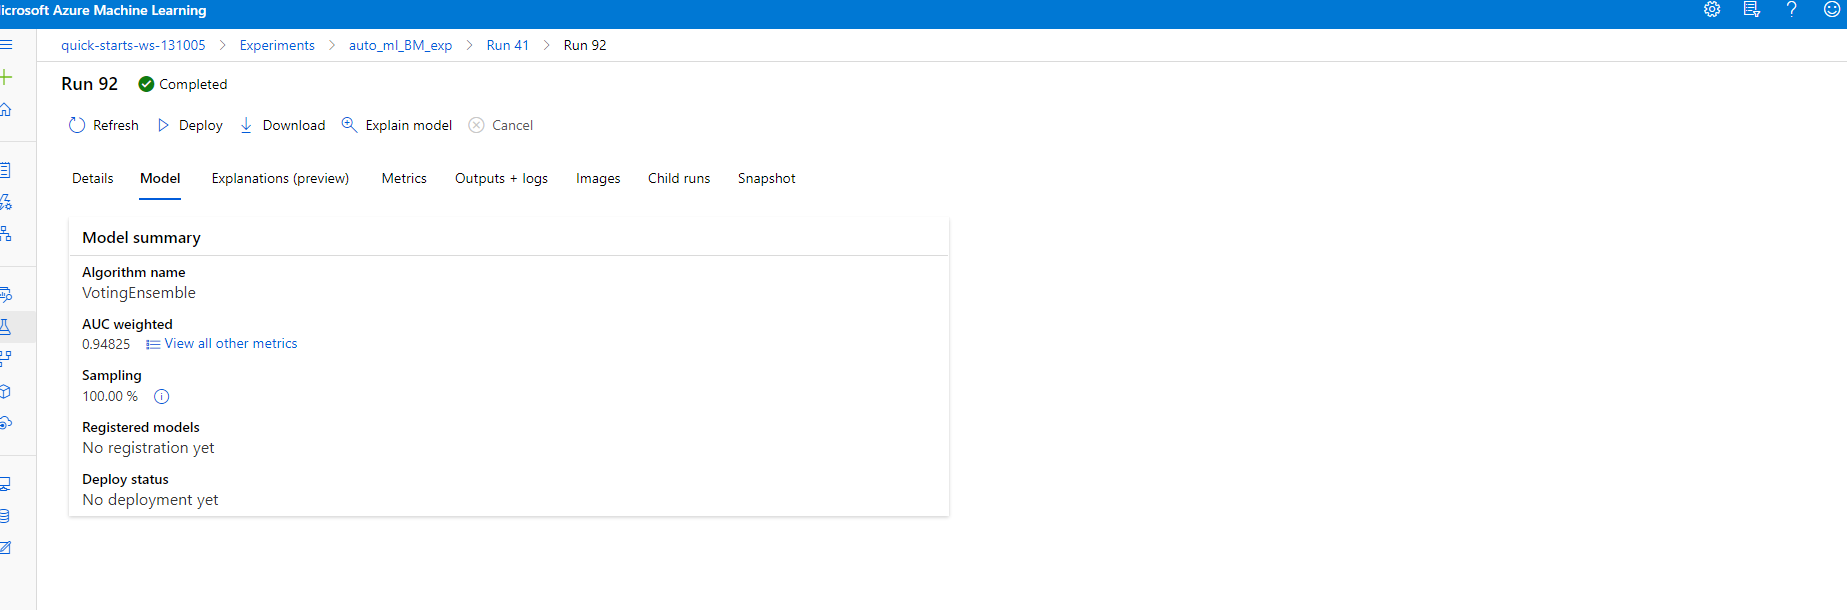 icrosoft Azure Machine Learning
quick-starts-ws-131005 > Experiments > auto_ml_BM_exp > Run 41 > Run 92
Run 92 Completed
Refresh Deploy Download Explain model Cancel
Details Model Explanations (preview) Metrics Outputs + logs Images Child runs Snapshot
Model summary
Algorithm name
VotingEnsemble
AUC weighted
0.94825 View all other metrics
Sampling
100.00 %
Registered models
No registration yet
Deploy status
No deployment yet